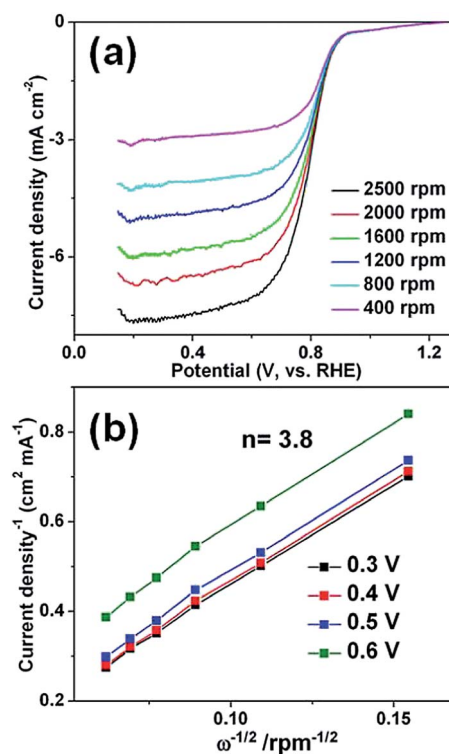 (a)
0
-3
-6
Current density (mA cm⁻²)
2500 rpm
2000 rpm
1600 rpm
1200 rpm
800 rpm
400 rpm
0.0 0.4 0.8 1.2
Potential (V, vs. RHE)
(b)
n= 3.8
0.8
0.6
0.4
0.2
Current density⁻¹ (cm² mA⁻¹)
0.3 V
0.4 V
0.5 V
0.6 V
0.10 0.15
ω⁻¹/² /rpm⁻¹/²